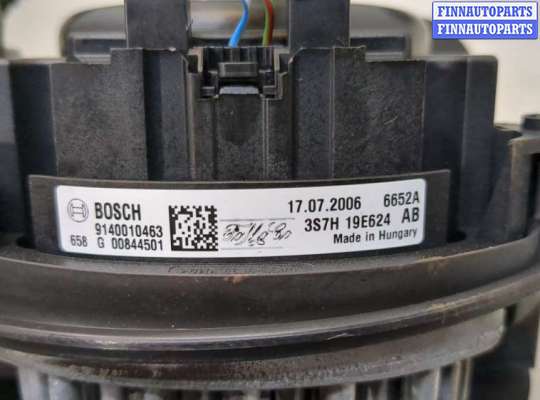 FINNAUTOPARTS
FINNAUTOPARTS
BOSCH
9140010463
658 G 00844501
17.07.2006 6652A
3S7H 19E624 AB
Made in Hungary